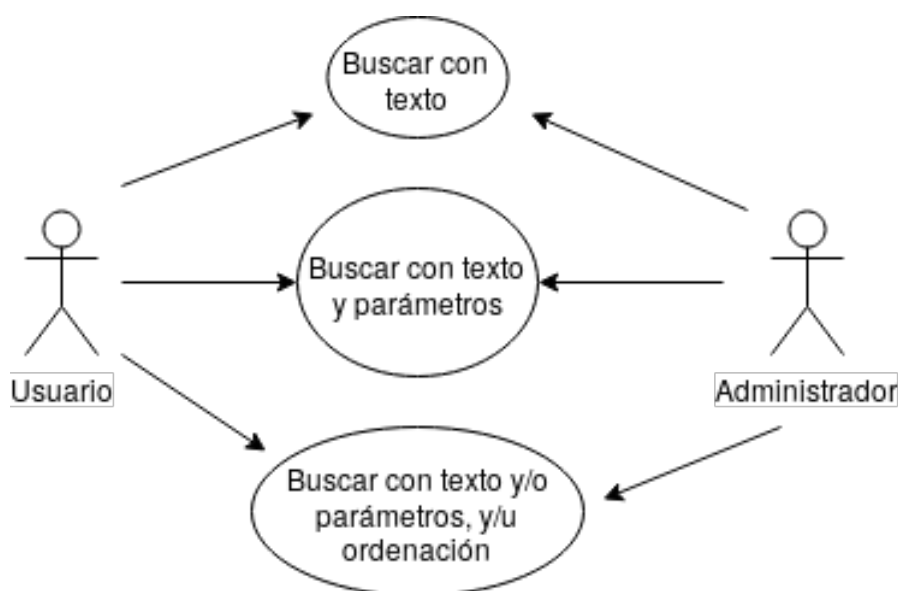 Buscar con
texto
Buscar con texto
y parámetros
Usuario
Administrador
Buscar con texto y/o
parámetros, y/u
ordenación